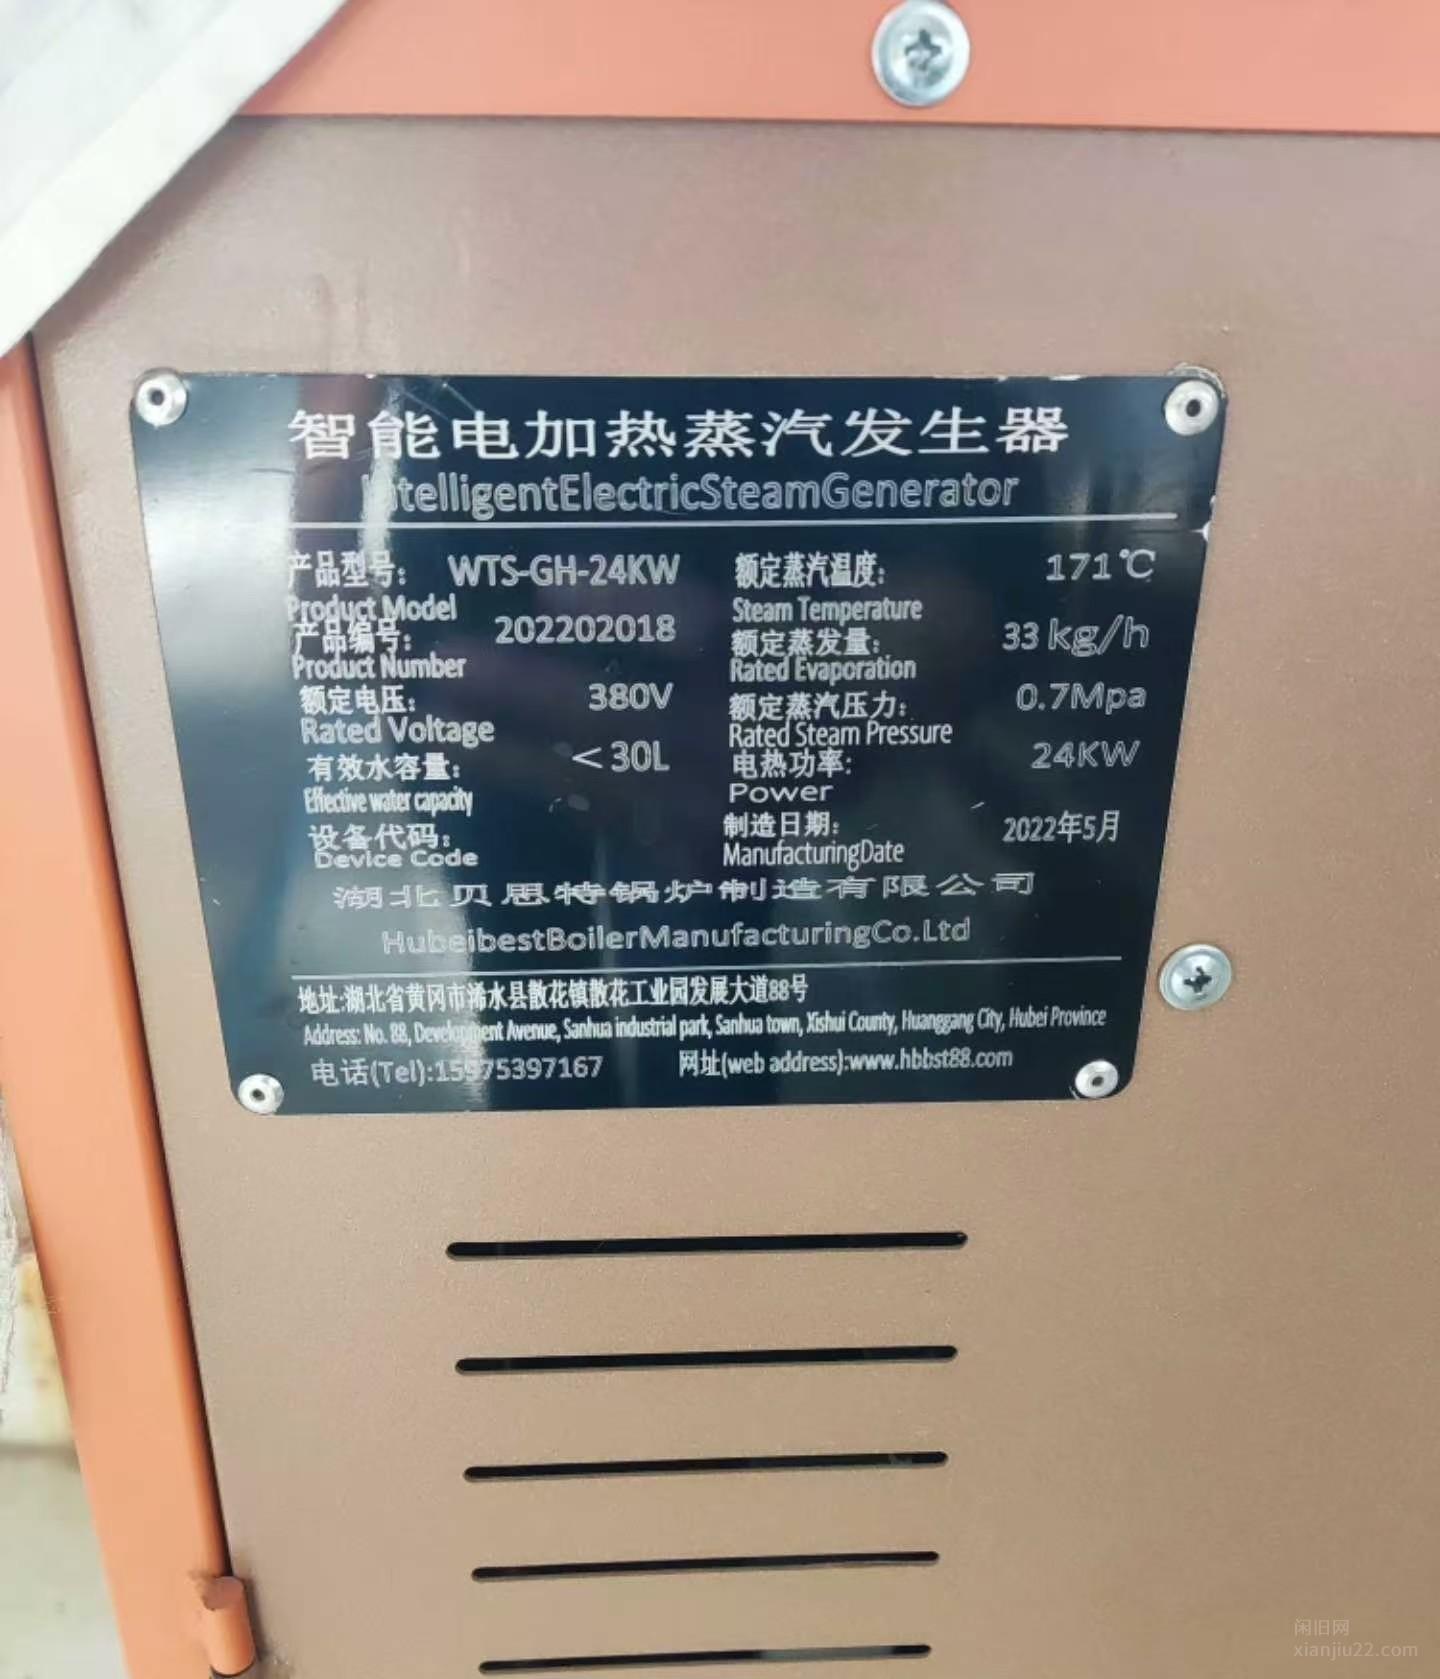 智能电加热蒸汽发生器
IntelligentElectricSteamGenerator
产品型号: WTS-GH-24KW
Product Model
产品编号: 202202018
Product Number
额定电压: 380V
Rated Voltage
有效水容量: <30L
Effective water capacity
设备代码:
Device Code
额定蒸汽温度: 171℃
Steam Temperature
额定蒸发量: 33 kg/h
Rated Evaporation
额定蒸汽压力: 0.7Mpa
Rated Steam Pressure
电热功率: 24KW
Power
制造日期: 2022年5月
ManufacturingDate
湖北贝思特锅炉制造有限公司
HubeibestBoilerManufacturingCo.Ltd
地址:湖北省黄冈市浠水县散花镇散花工业园发展大道88号
Address: No. 88, Development Avenue, Sanhua industrial park, Sanhua town, Xishui County, Huanggang City, Hubei Province
电话(Tel):15975397167 网址(web address):www.hbbst88.com
闲旧网
xianjiu22.com